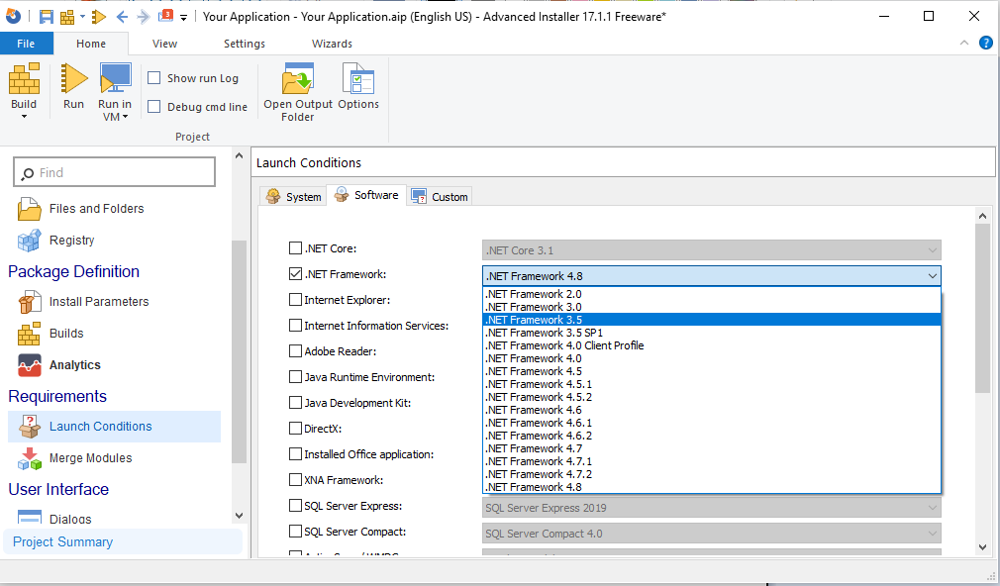 Your Application - Your Application.aip (English US) - Advanced Installer 17.1.1 Freeware*
3
File
Home
View
Settings
Wizards
?
Build
Run
Run in
VM
Show run Log
Debug cmd line
Open Output
Folder
Options
Project
Find
Files and Folders
Registry
Package Definition
Install Parameters
Builds
Analytics
Requirements
Launch Conditions
Merge Modules
User Interface
Dialogs
Project Summary
Launch Conditions
System
Software
Custom
.NET Core:
.NET Core 3.1
.NET Framework:
.NET Framework 4.8
Internet Explorer:
Internet Information Services:
Adobe Reader:
Java Runtime Environment:
Java Development Kit:
DirectX:
Installed Office application:
XNA Framework:
.NET Framework 2.0
.NET Framework 3.0
.NET Framework 3.5
.NET Framework 3.5 SP1
.NET Framework 4.0 Client Profile
.NET Framework 4.0
.NET Framework 4.5
.NET Framework 4.5.1
.NET Framework 4.5.2
.NET Framework 4.6
.NET Framework 4.6.1
.NET Framework 4.6.2
.NET Framework 4.7
.NET Framework 4.7.1
.NET Framework 4.7.2
.NET Framework 4.8
SQL Server Express:
SQL Server Express 2019
SQL Server Compact:
SQL Server Compact 4.0